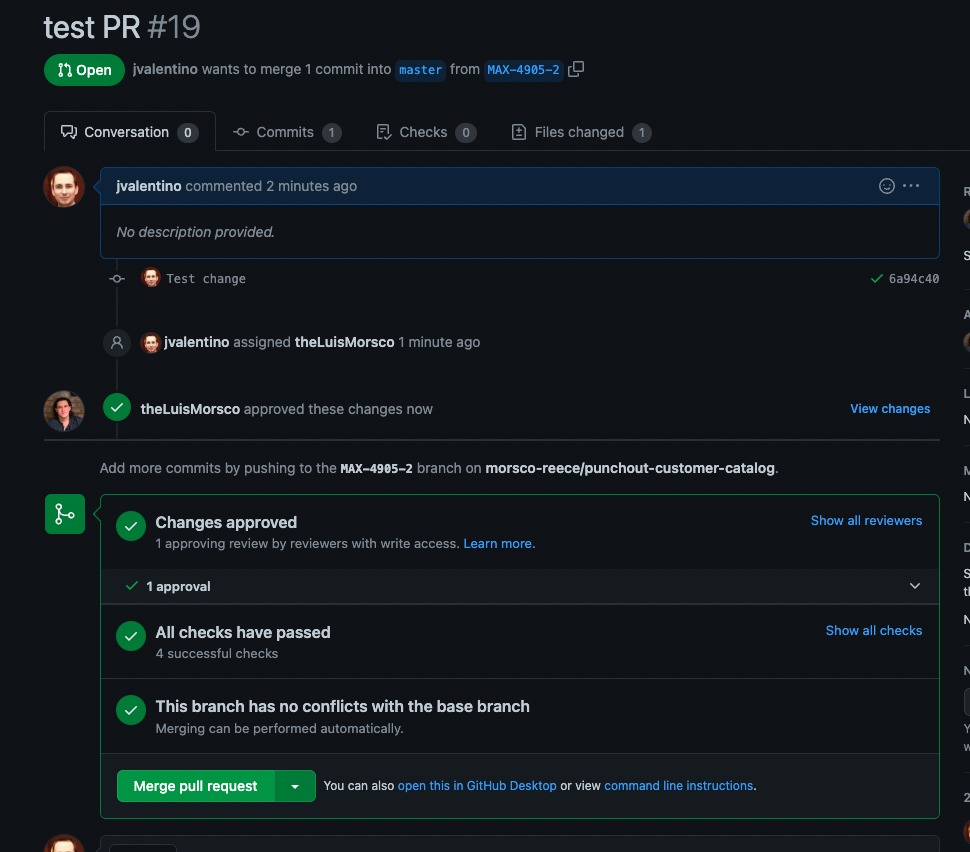 test PR #19
Open
jvalentino wants to merge 1 commit into master from MAX-4905-2
Conversation 0
Commits 1
Checks 0
Files changed 1
jvalentino commented 2 minutes ago
No description provided.
Test change
6a94c40
jvalentino assigned theLuisMorsco 1 minute ago
theLuisMorsco approved these changes now
View changes
Add more commits by pushing to the MAX-4905-2 branch on morsco-reece/punchout-customer-catalog.
Changes approved
Show all reviewers
1 approving review by reviewers with write access. Learn more.
1 approval
All checks have passed
Show all checks
4 successful checks
This branch has no conflicts with the base branch
Merging can be performed automatically.
Merge pull request
You can also open this in GitHub Desktop or view command line instructions.